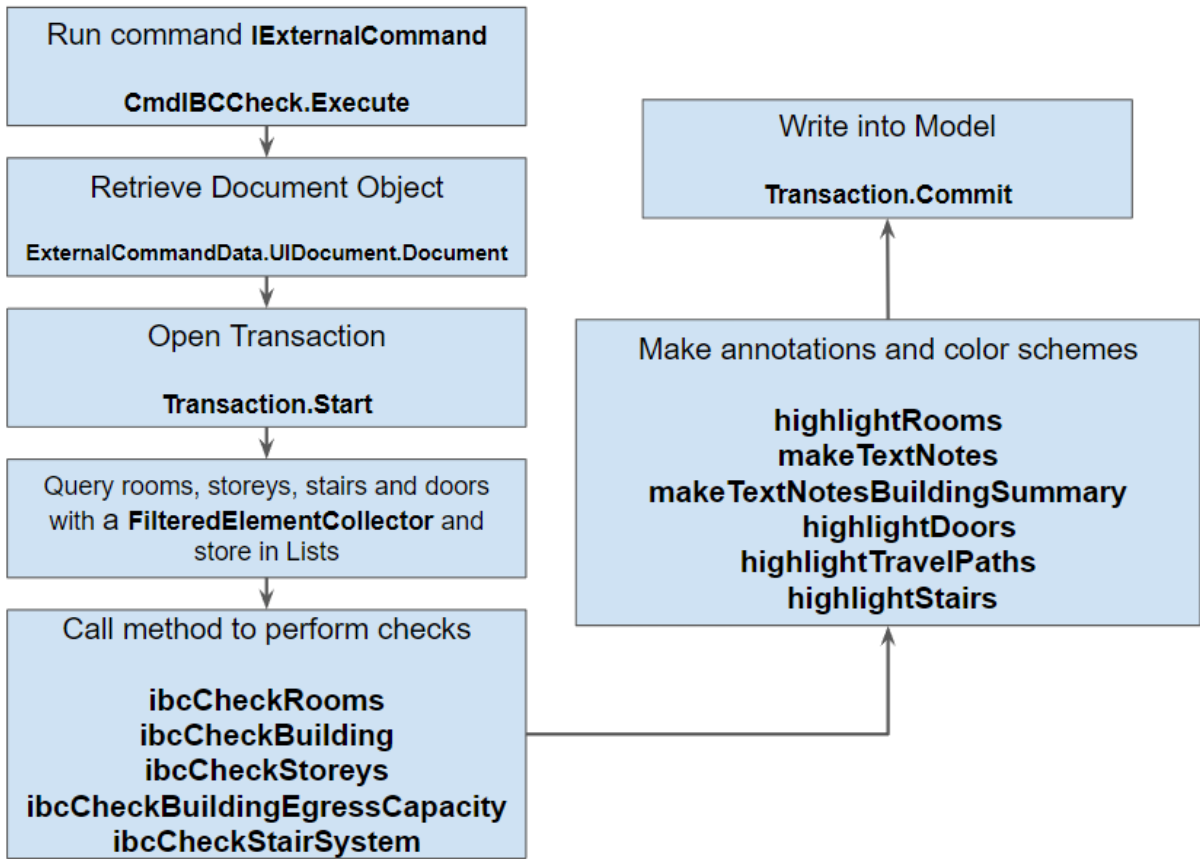 Run command IExternalCommand
CmdIBCCheck.Execute
Retrieve Document Object
ExternalCommandData.UIDocument.Document
Open Transaction
Transaction.Start
Query rooms, storeys, stairs and doors
with a FilteredElementCollector and
store in Lists
Call method to perform checks
ibcCheckRooms
ibcCheckBuilding
ibcCheckStoreys
ibcCheckBuildingEgressCapacity
ibcCheckStairSystem
Make annotations and color schemes
highlightRooms
makeTextNotes
makeTextNotesBuildingSummary
highlightDoors
highlightTravelPaths
highlightStairs
Write into Model
Transaction.Commit